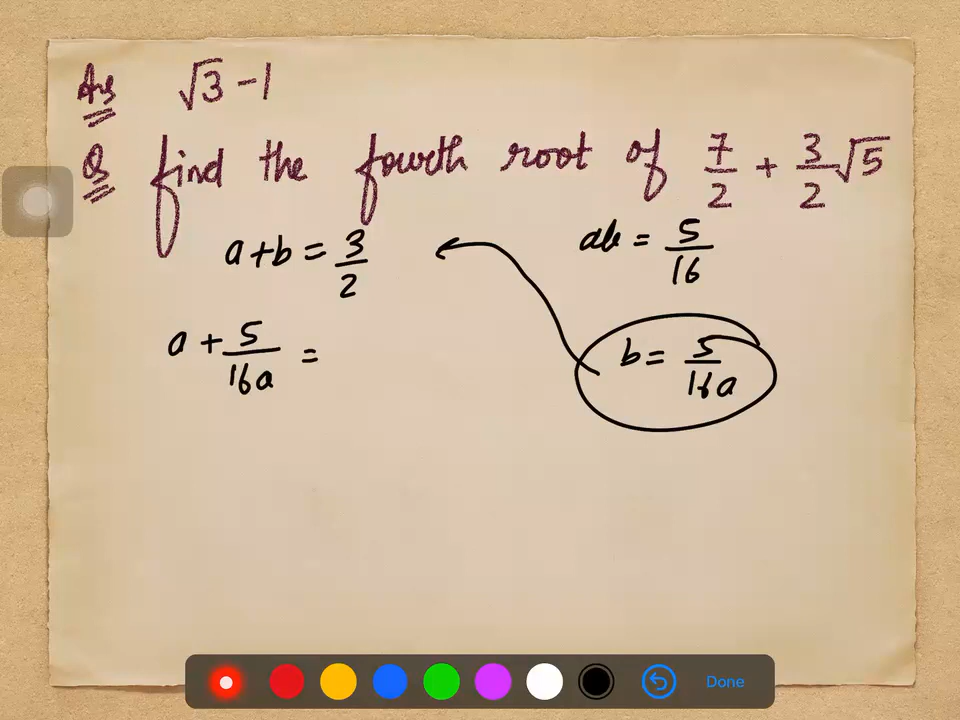 Ans √3 - 1
Q find the fourth root of 7/2 + 3/2 √5
a + b = 3/2 ab = 5/16
a + 5/16a = b = 5/16a
Done